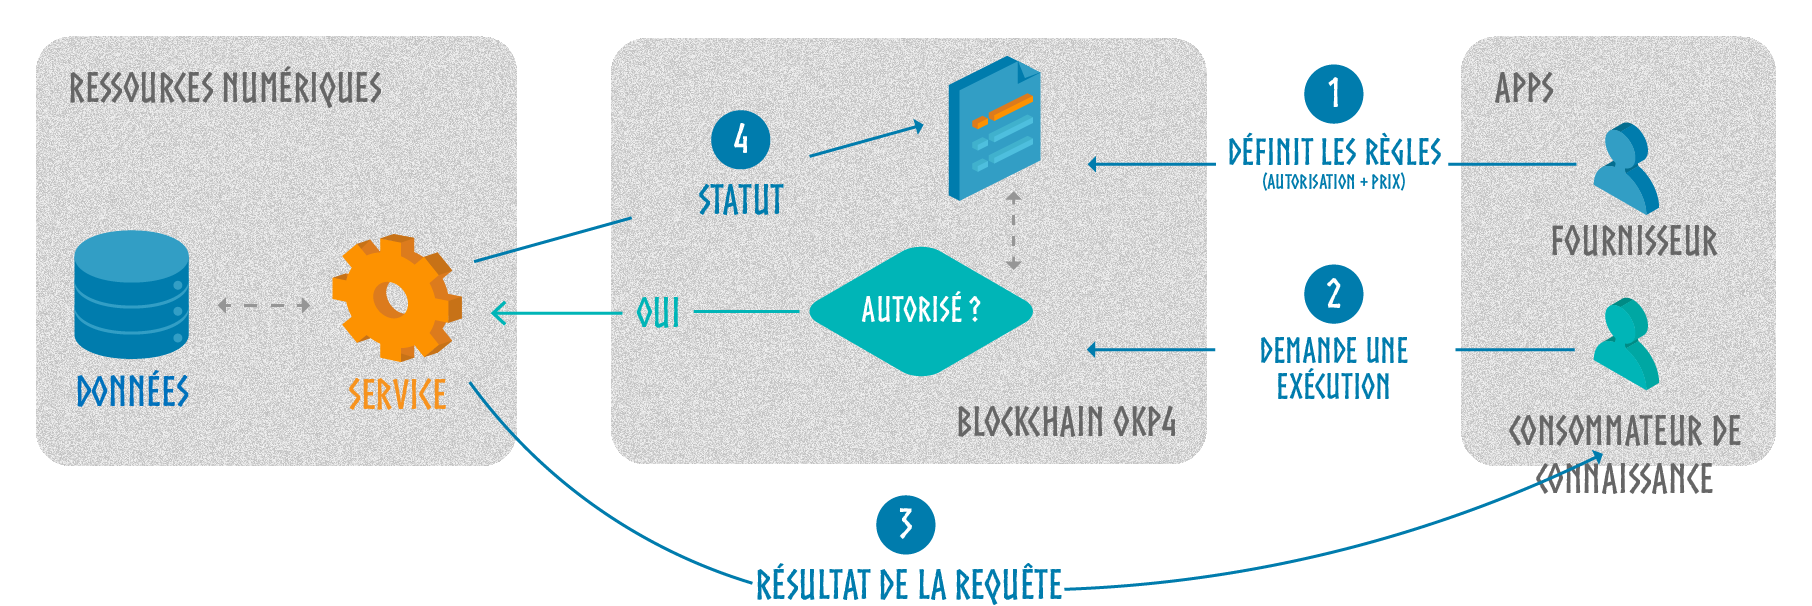 RESSOURCES NUMÉRIQUES
DONNÉES
SERVICE
4
STATUT
OUI
AUTORISÉ ?
BLOCKCHAIN OKP4
1
DÉFINIT LES RÈGLES
(AUTORISATION + PRIX)
2
DEMANDE UNE
EXÉCUTION
APPS
FOURNISSEUR
CONSOMMATEUR DE
CONNAISSANCE
3
RÉSULTAT DE LA REQUÊTE